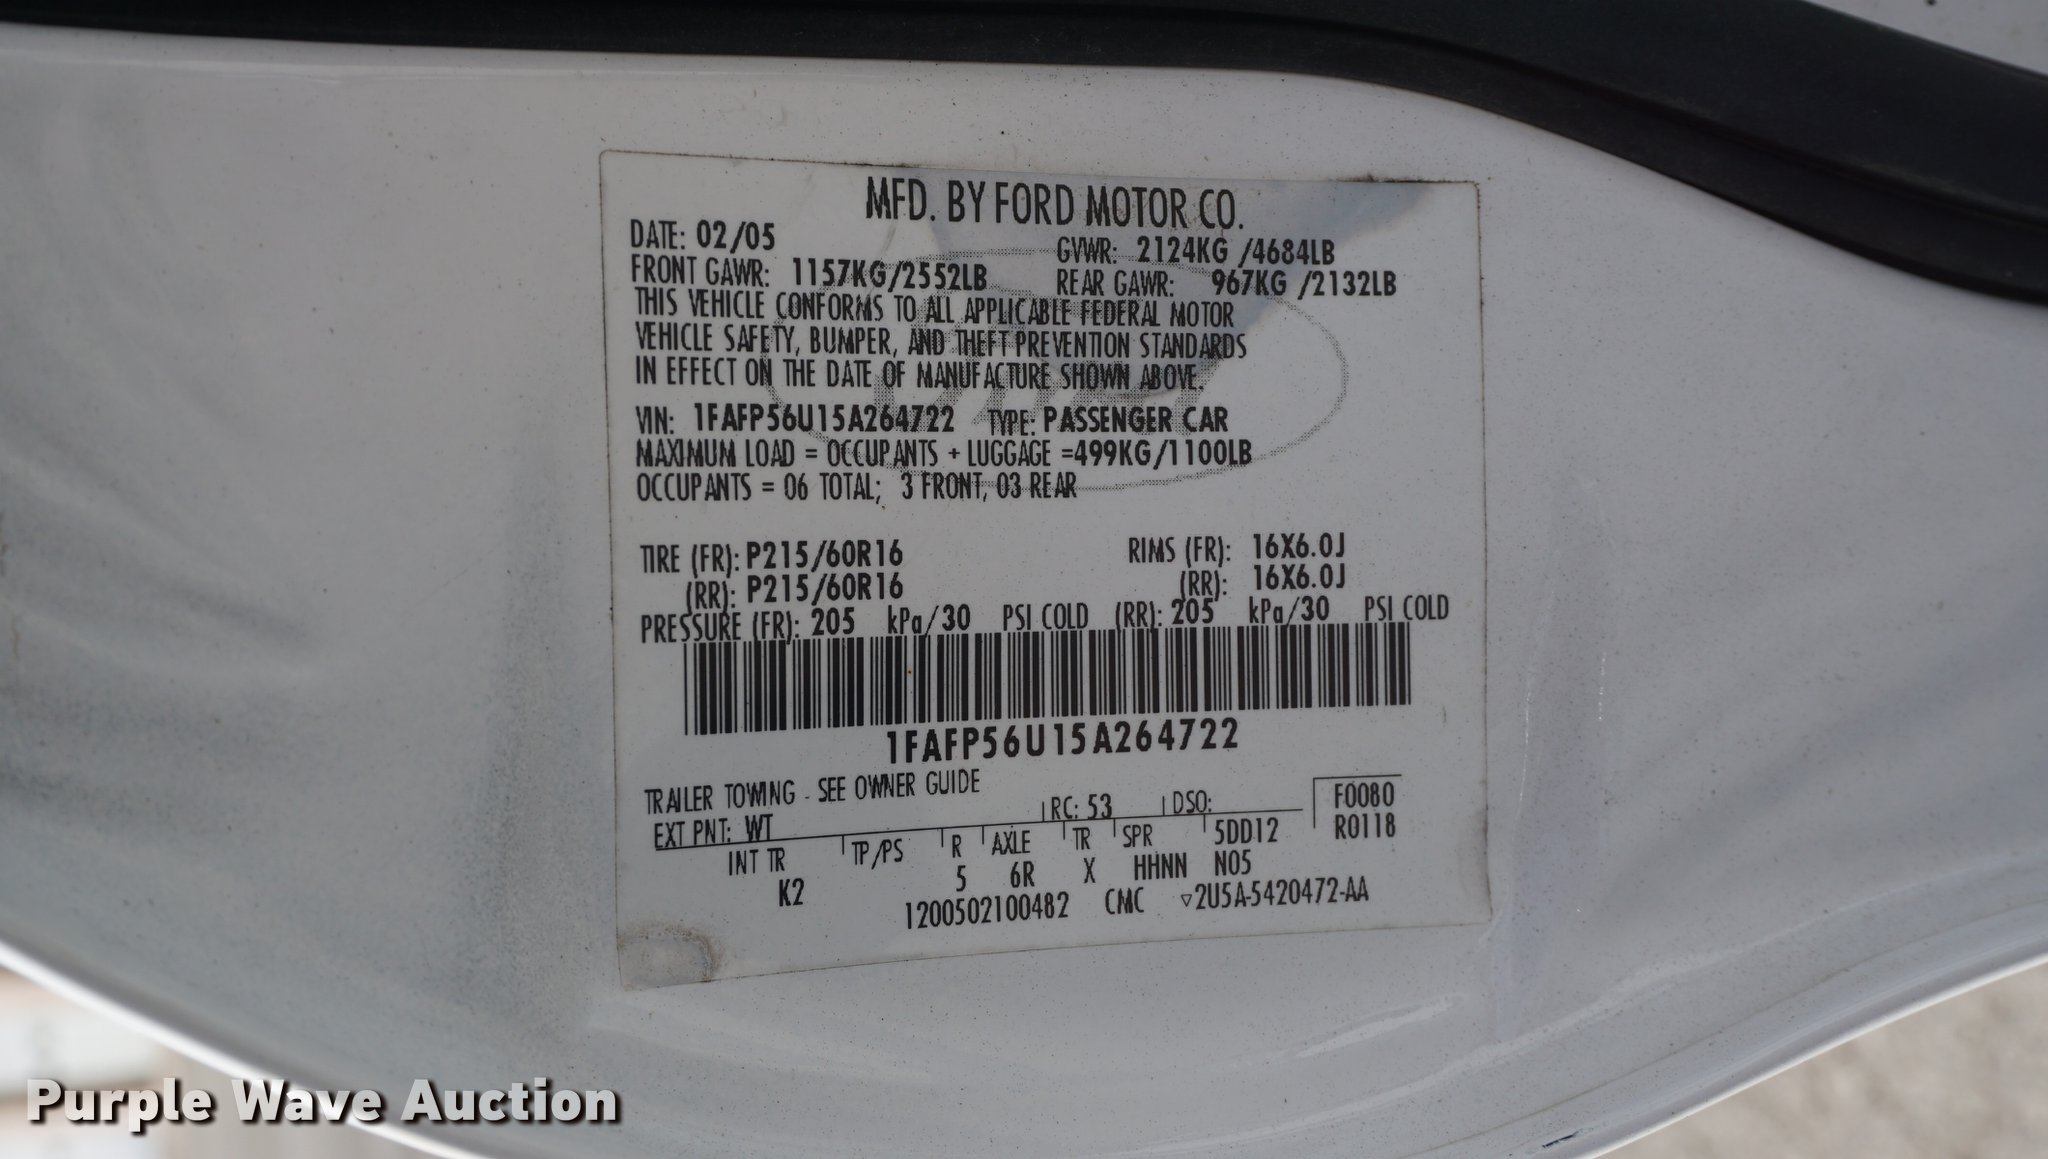 MFD. BY FORD MOTOR CO.
DATE: 02/05 GVWR: 2124KG /4684LB
FRONT GAWR: 1157KG/2552LB REAR GAWR: 967KG /2132LB
THIS VEHICLE CONFORMS TO ALL APPLICABLE FEDERAL MOTOR
VEHICLE SAFETY, BUMPER, AND THEFT PREVENTION STANDARDS
IN EFFECT ON THE DATE OF MANUFACTURE SHOWN ABOVE.
VIN: 1FAFP56U15A264722 TYPE: PASSENGER CAR
MAXIMUM LOAD = OCCUPANTS + LUGGAGE =499KG/1100LB
OCCUPANTS = 06 TOTAL; 3 FRONT, 03 REAR
TIRE (FR): P215/60R16 RIMS (FR): 16X6.0J
(RR): P215/60R16 (RR): 16X6.0J
PRESSURE (FR): 205 kPa/30 PSI COLD (RR): 205 kPa/30 PSI COLD
1FAFP56U15A264722
TRAILER TOWING - SEE OWNER GUIDE
EXT PNT: WT RC: 53 DSO: F0080
INT TR TP/PS R AXLE TR SPR 5DD12 R0118
K2 5 6R X HHNN N05
1200502100482 CMC ▽2U5A-5420472-AA
Purple Wave Auction